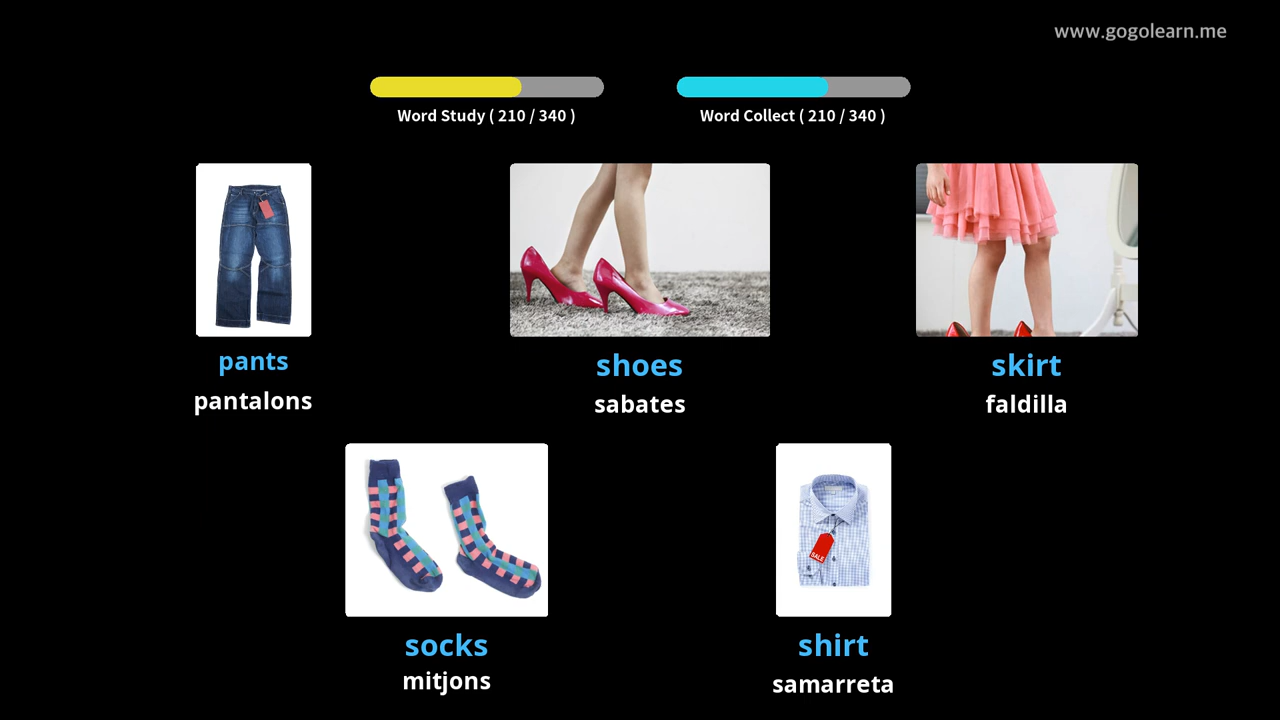 www.gogolearn.me
Word Study ( 210 / 340 )
Word Collect ( 210 / 340 )
pants
pantalons
shoes
sabates
skirt
faldilla
socks
mitjons
SALE
shirt
samarreta